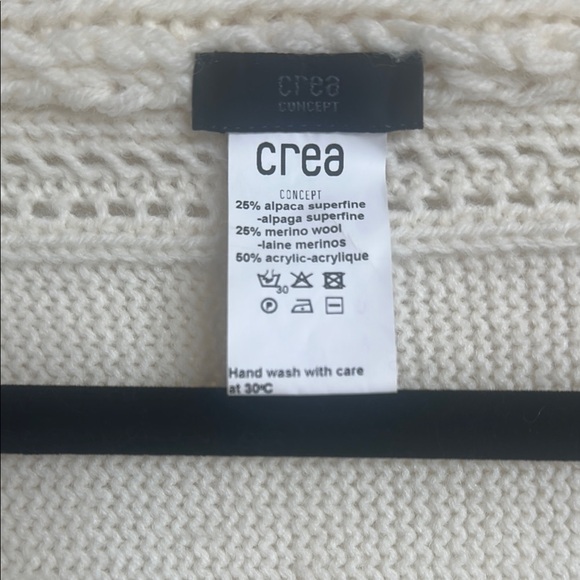 crea
CONCEPT
crea
CONCEPT
25% alpaca superfine
-alpaga superfine
25% merino wool
-laine merinos
50% acrylic-acrylique
30
P
Hand wash with care
at 30ºC